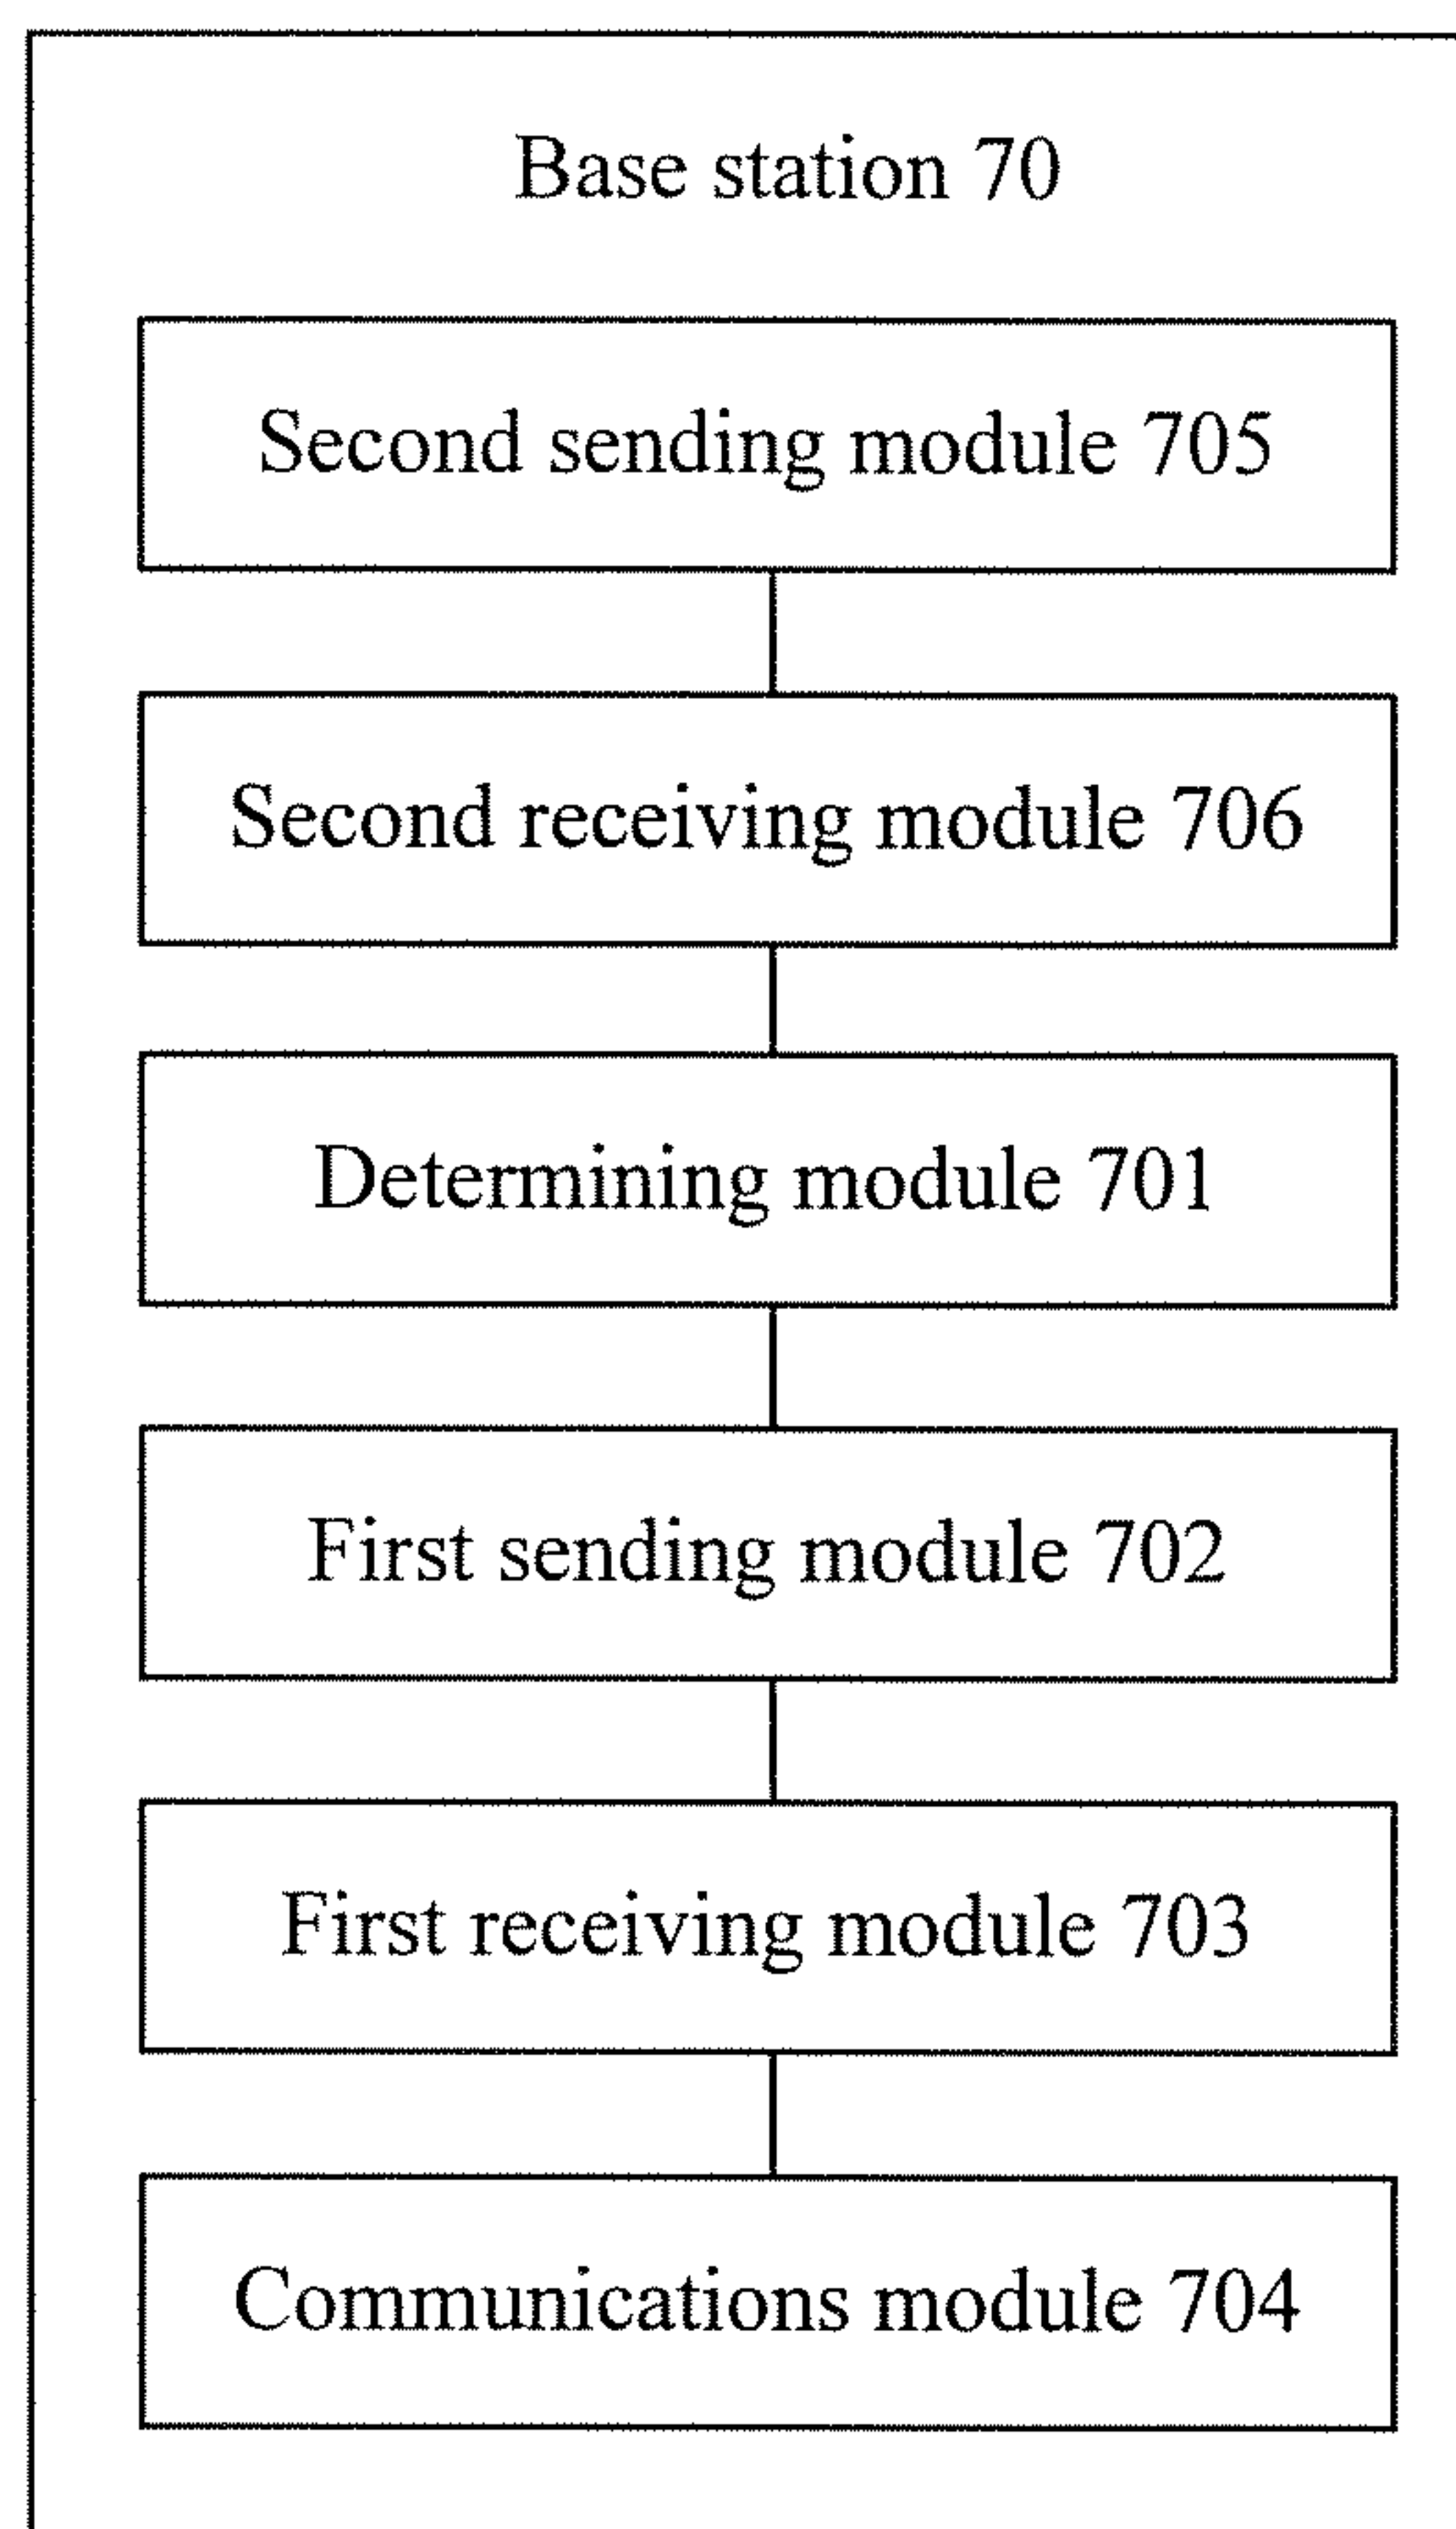 Base station 70
Second sending module 705
Second receiving module 706
Determining module 701
First sending module 702
First receiving module 703
Communications module 704